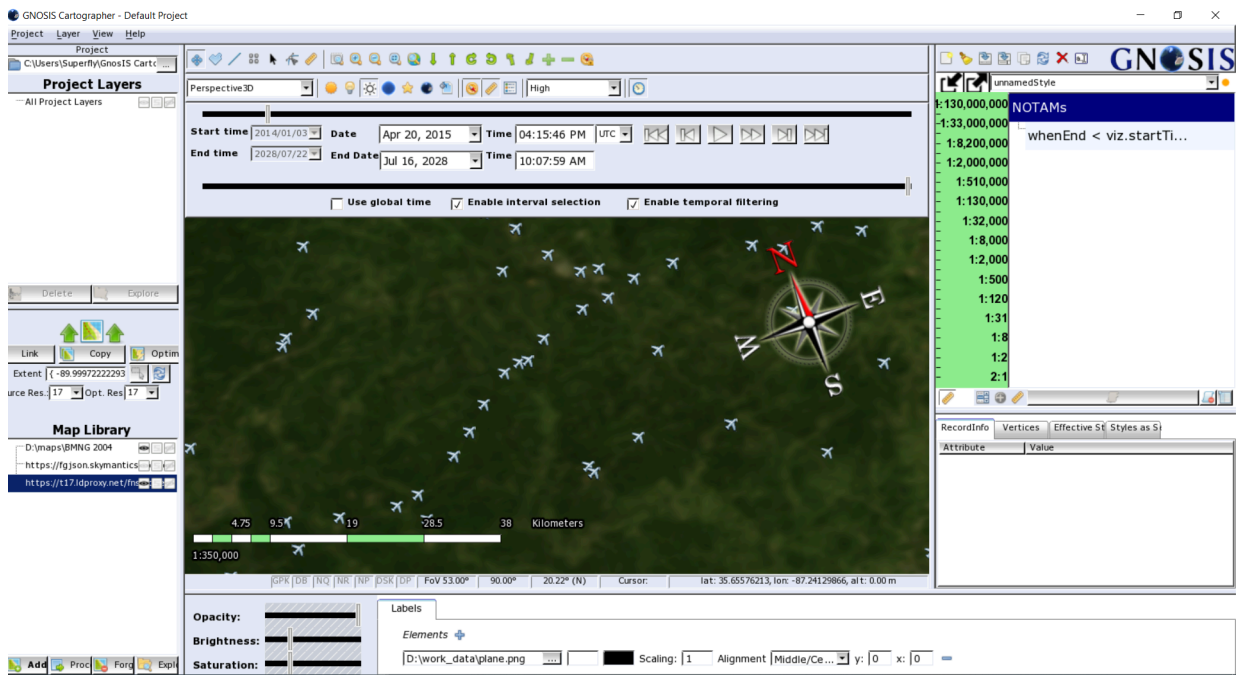 GNOSIS Cartographer - Default Project
Project Layer View Help
Project
C:\Users\Superfly\GnosIS Cartc ...
Project Layers
All Project Layers
Delete Explore
Link Copy Optim
Extent ( -89.99972222293
urce Res.: 17 Opt. Res 17
Map Library
D:\maps\BMNG 2004
https://fgjson.skymantics
https://t17.ldproxy.net/fns
Add Proc Forg Expl
Perspective3D High
Start time 2014/01/03 Date Apr 20, 2015 Time 04:15:46 PM UTC
End time 2028/07/22 End Date Jul 16, 2028 Time 10:07:59 AM
Use global time Enable interval selection Enable temporal filtering
N
E
W
S
4.75 9.5 19 28.5 38 Kilometers
1:350,000
GPK DB NQ NR NP DSK DP FoV 53.00° 90.00° 20.22° (N) Cursor: lat: 35.65576213, lon: -87.24129866, alt: 0.00 m
Opacity:
Brightness:
Saturation:
Labels
Elements
D:\work_data\plane.png ... Scaling: 1 Alignment Middle/Ce... y: 0 x: 0
GNOSIS
unnamedStyle
1:130,000,000
1:33,000,000
1:8,200,000
1:2,000,000
1:510,000
1:130,000
1:32,000
1:8,000
1:2,000
1:500
1:120
1:31
1:8
1:2
2:1
NOTAMs
whenEnd < viz.startTi...
RecordInfo Vertices Effective St Styles as S
Attribute Value